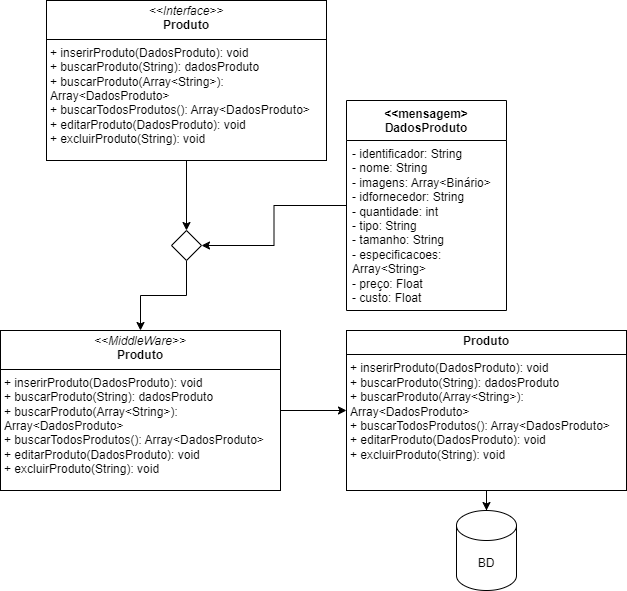 <<Interface>>
Produto
+ inserirProduto(DadosProduto): void
+ buscarProduto(String): dadosProduto
+ buscarProduto(Array<String>):
Array<DadosProduto>
+ buscarTodosProdutos(): Array<DadosProduto>
+ editarProduto(DadosProduto): void
+ excluirProduto(String): void
<<mensagem>
DadosProduto
- identificador: String
- nome: String
- imagens: Array<Binário>
- idfornecedor: String
- quantidade: int
- tipo: String
- tamanho: String
- especificacoes:
Array<String>
- preço: Float
- custo: Float
<<MiddleWare>>
Produto
+ inserirProduto(DadosProduto): void
+ buscarProduto(String): dadosProduto
+ buscarProduto(Array<String>):
Array<DadosProduto>
+ buscarTodosProdutos(): Array<DadosProduto>
+ editarProduto(DadosProduto): void
+ excluirProduto(String): void
Produto
+ inserirProduto(DadosProduto): void
+ buscarProduto(String): dadosProduto
+ buscarProduto(Array<String>):
Array<DadosProduto>
+ buscarTodosProdutos(): Array<DadosProduto>
+ editarProduto(DadosProduto): void
+ excluirProduto(String): void
BD